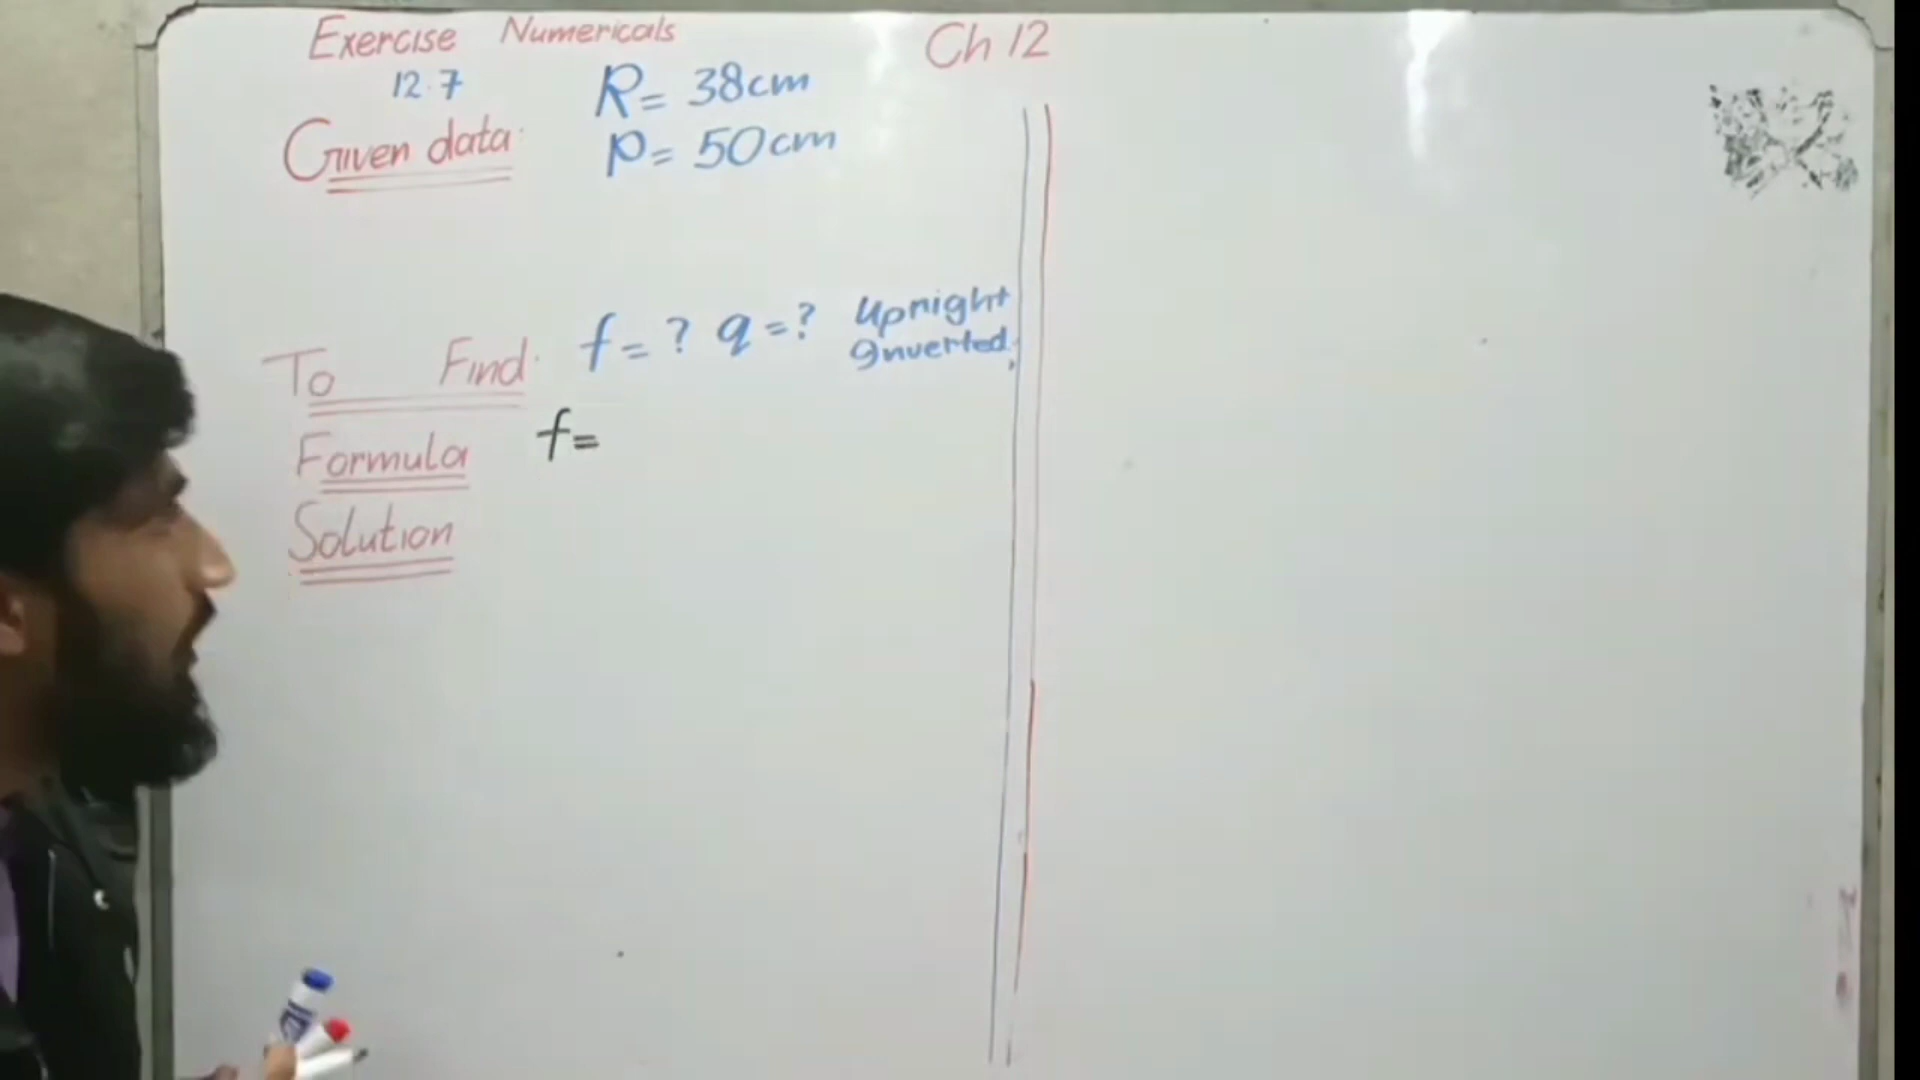 Exercise Numericals
Ch 12
12.7
R = 38cm
Given data
P = 50cm
To Find
f = ? q = ?
Upright
Inverted
Formula
f =
Solution